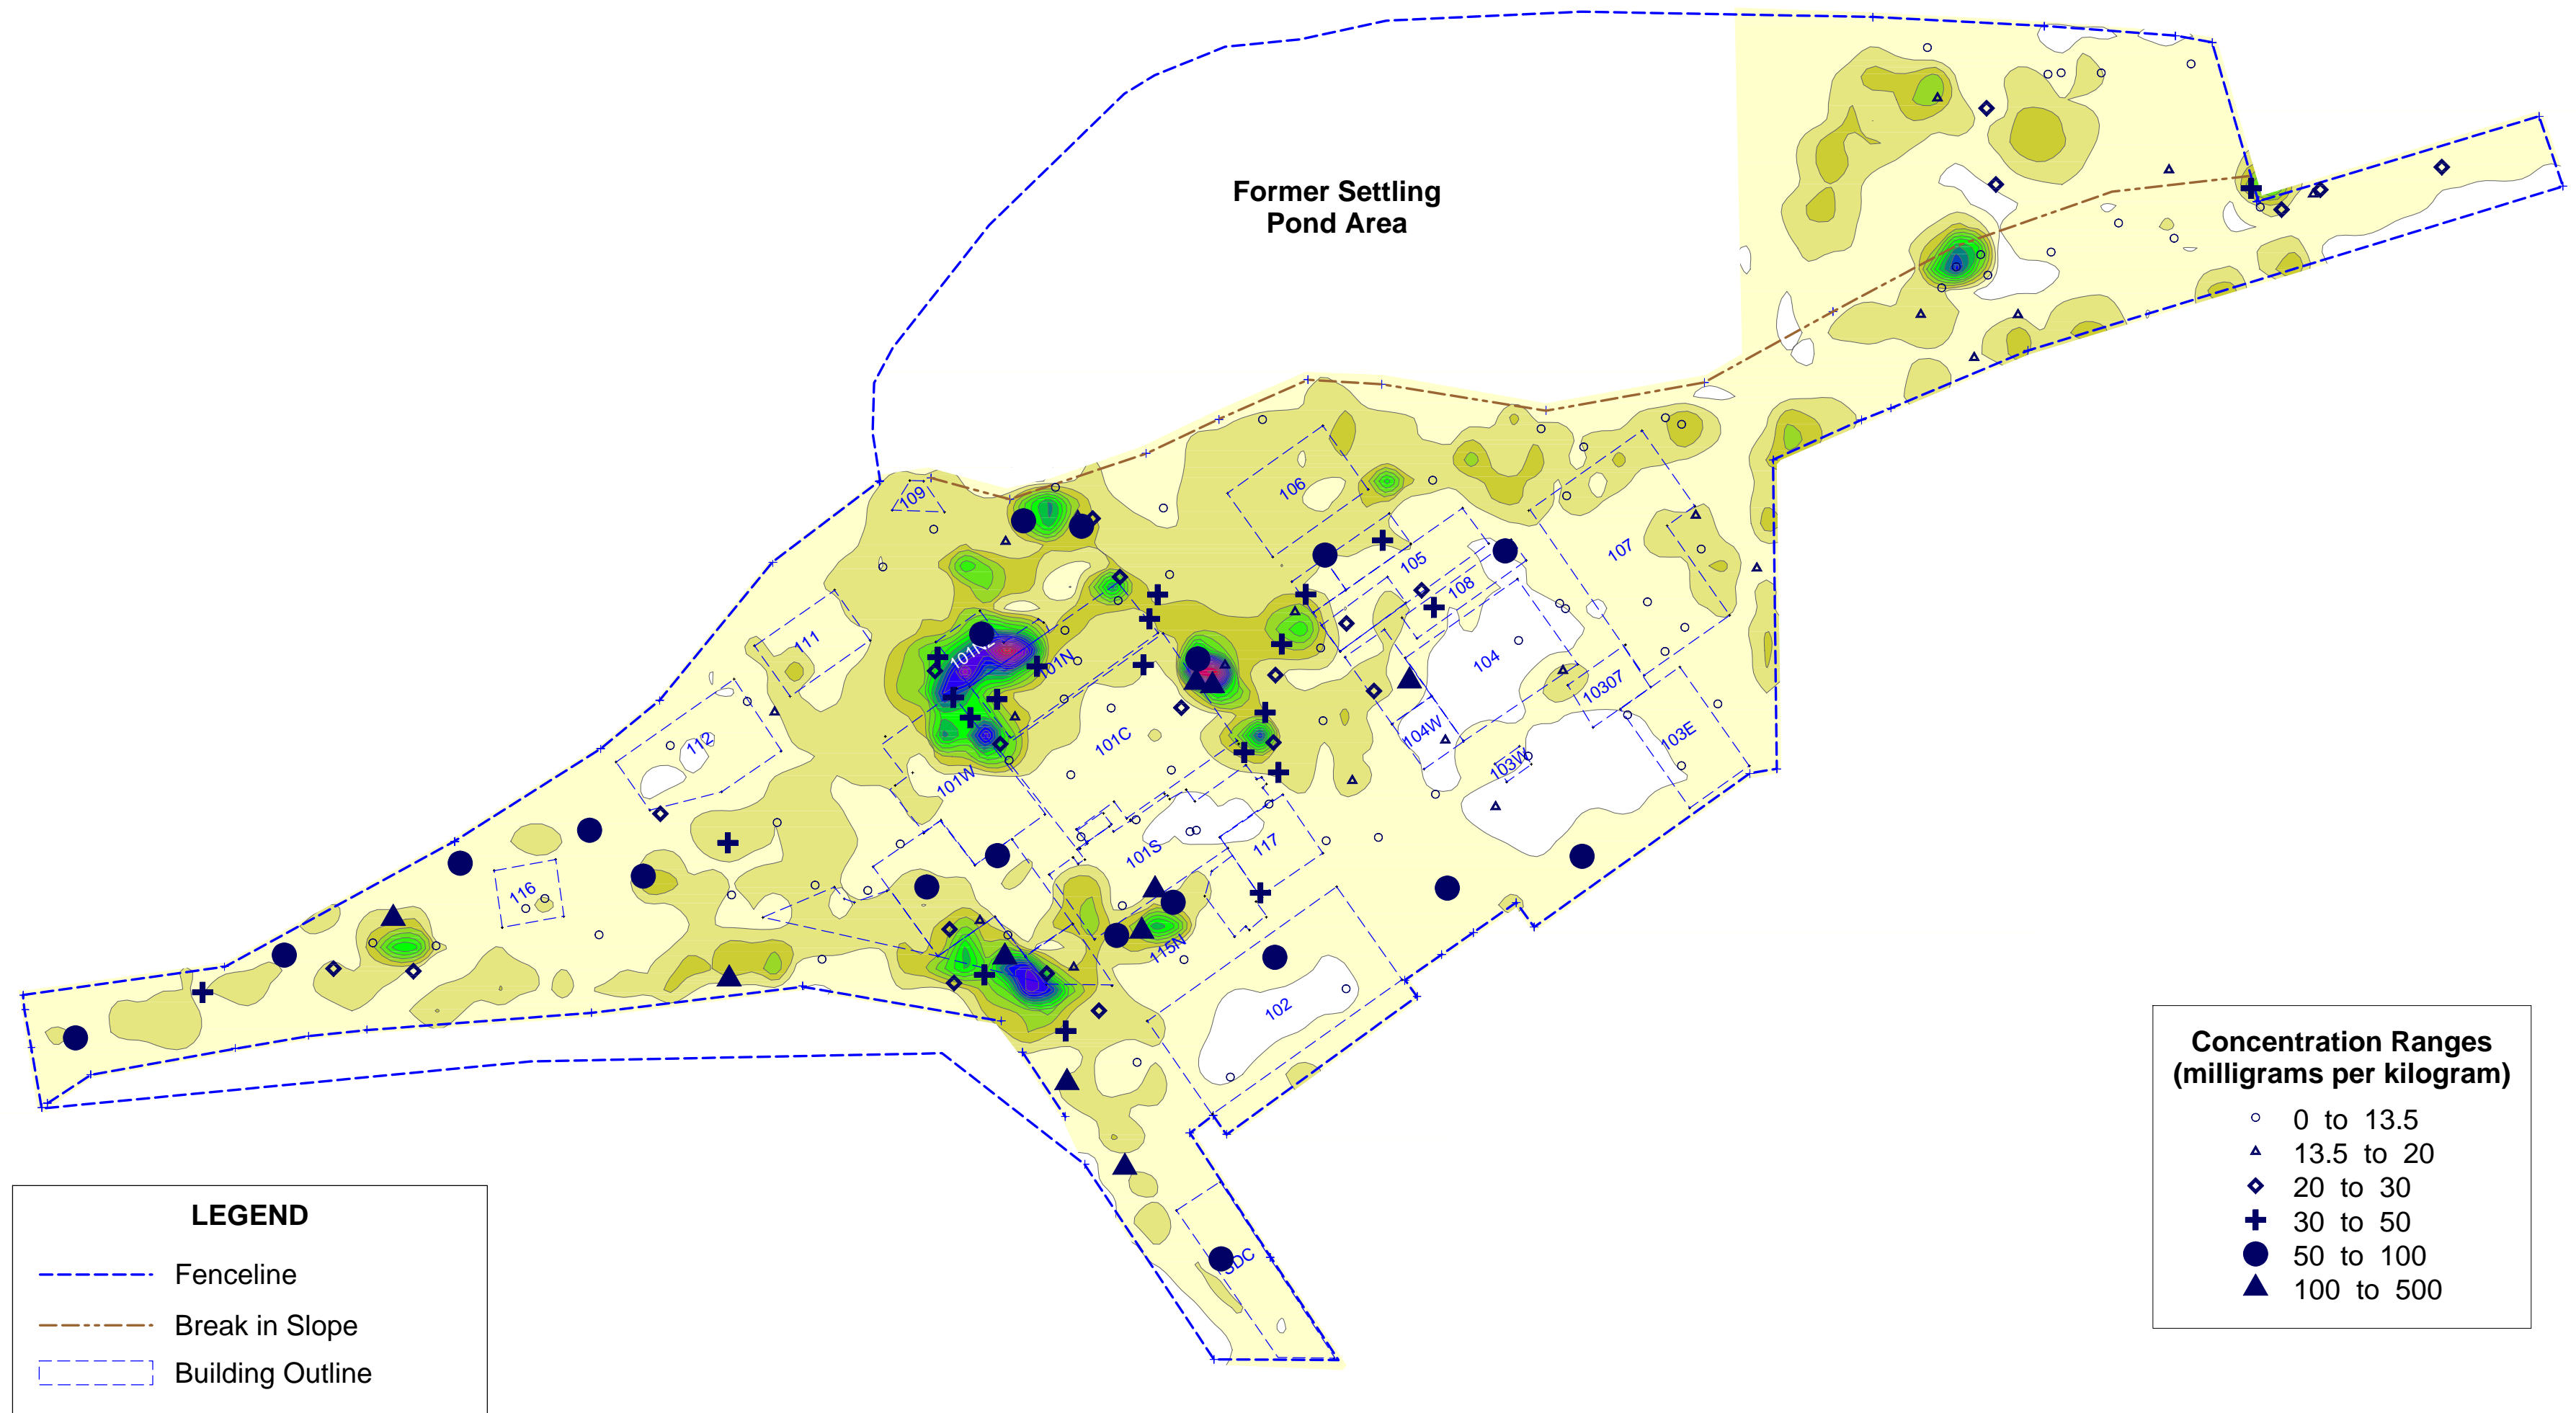 Former Settling
Pond Area
109
106
107
105
108
111
101N
104
10307
112
101C
104W
103E
101W
103W
101S
117
116
115N
102
LEGEND
Fenceline
Break in Slope
Building Outline
Concentration Ranges
(milligrams per kilogram)
0 to 13.5
13.5 to 20
20 to 30
30 to 50
50 to 100
100 to 500